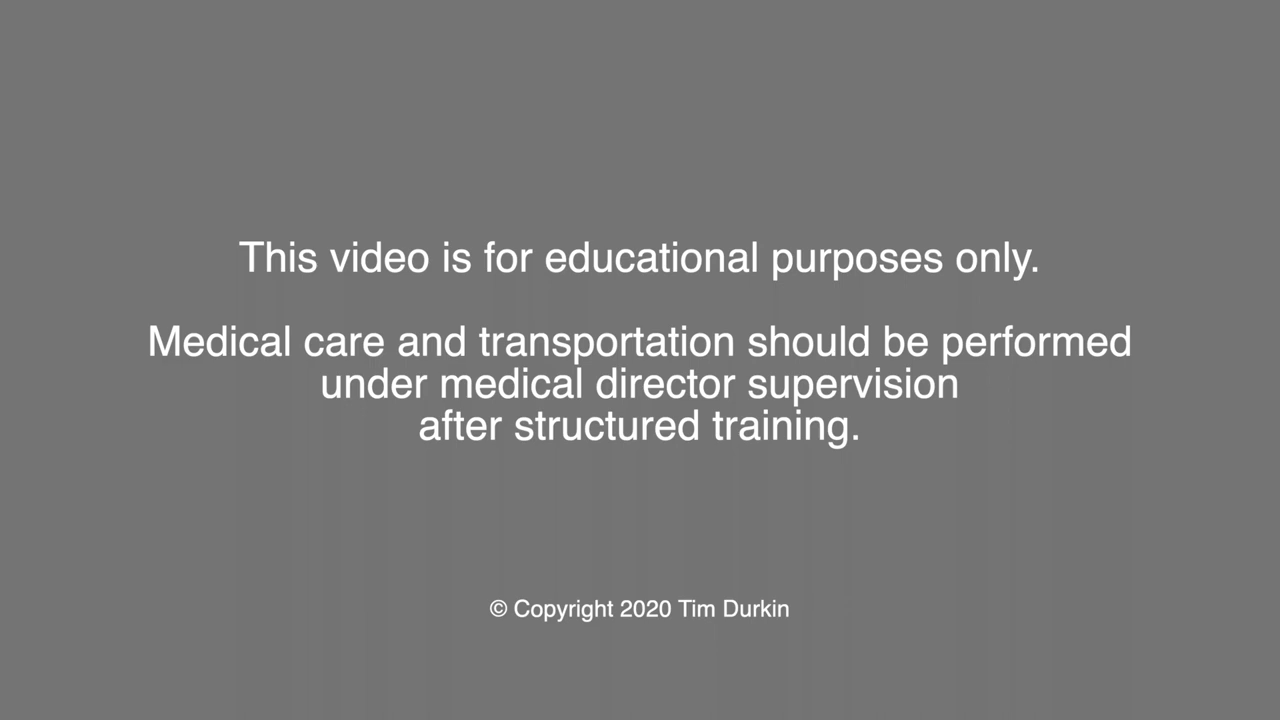 This video is for educational purposes only.
Medical care and transportation should be performed
under medical director supervision
after structured training.
© Copyright 2020 Tim Durkin